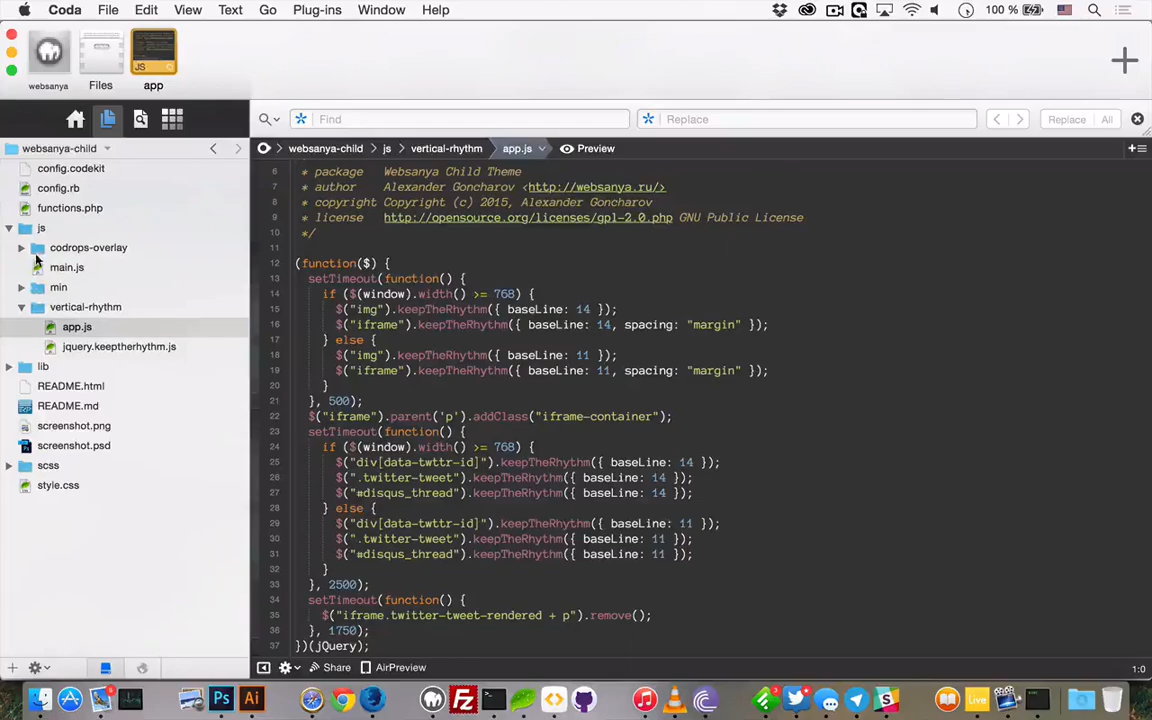 Coda File Edit View Text Go Plug-ins Window Help 100 %
websanya Files JS app
Find Replace Replace All
websanya-child websanya-child js vertical-rhythm app.js Preview
config.codekit
config.rb
functions.php
js
codrops-overlay
main.js
min
vertical-rhythm
app.js
jquery.keeptherhythm.js
lib
README.html
README.md
screenshot.png
screenshot.psd
scss
style.css
6 * package Websanya Child Theme
7 * author Alexander Goncharov <http://websanya.ru/>
8 * copyright Copyright (c) 2015, Alexander Goncharov
9 * license http://opensource.org/licenses/gpl-2.0.php GNU Public License
10 */
11
12 (function($) {
13 setTimeout(function() {
14 if ($(window).width() >= 768) {
15 $("img").keepTheRhythm({ baseLine: 14 });
16 $("iframe").keepTheRhythm({ baseLine: 14, spacing: "margin" });
17 } else {
18 $("img").keepTheRhythm({ baseLine: 11 });
19 $("iframe").keepTheRhythm({ baseLine: 11, spacing: "margin" });
20 }
21 }, 500);
22 $("iframe").parent('p').addClass("iframe-container");
23 setTimeout(function() {
24 if ($(window).width() >= 768) {
25 $("div[data-twttr-id]").keepTheRhythm({ baseLine: 14 });
26 $(".twitter-tweet").keepTheRhythm({ baseLine: 14 });
27 $("#disqus_thread").keepTheRhythm({ baseLine: 14 });
28 } else {
29 $("div[data-twttr-id]").keepTheRhythm({ baseLine: 11 });
30 $(".twitter-tweet").keepTheRhythm({ baseLine: 11 });
31 $("#disqus_thread").keepTheRhythm({ baseLine: 11 });
32 }
33 }, 2500);
34 setTimeout(function() {
35 $("iframe.twitter-tweet-rendered + p").remove();
36 }, 1750);
37 })(jQuery);
Share AirPreview 1:0
Ps Ai Fz Live